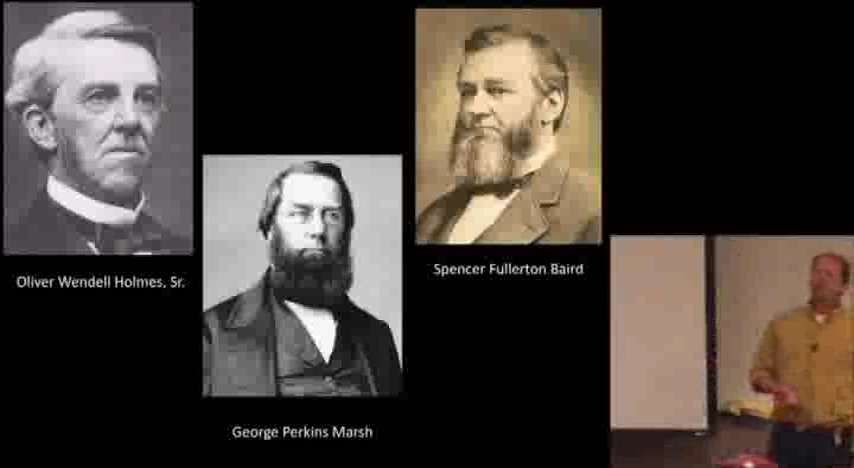 Oliver Wendell Holmes, Sr.
Spencer Fullerton Baird
George Perkins Marsh